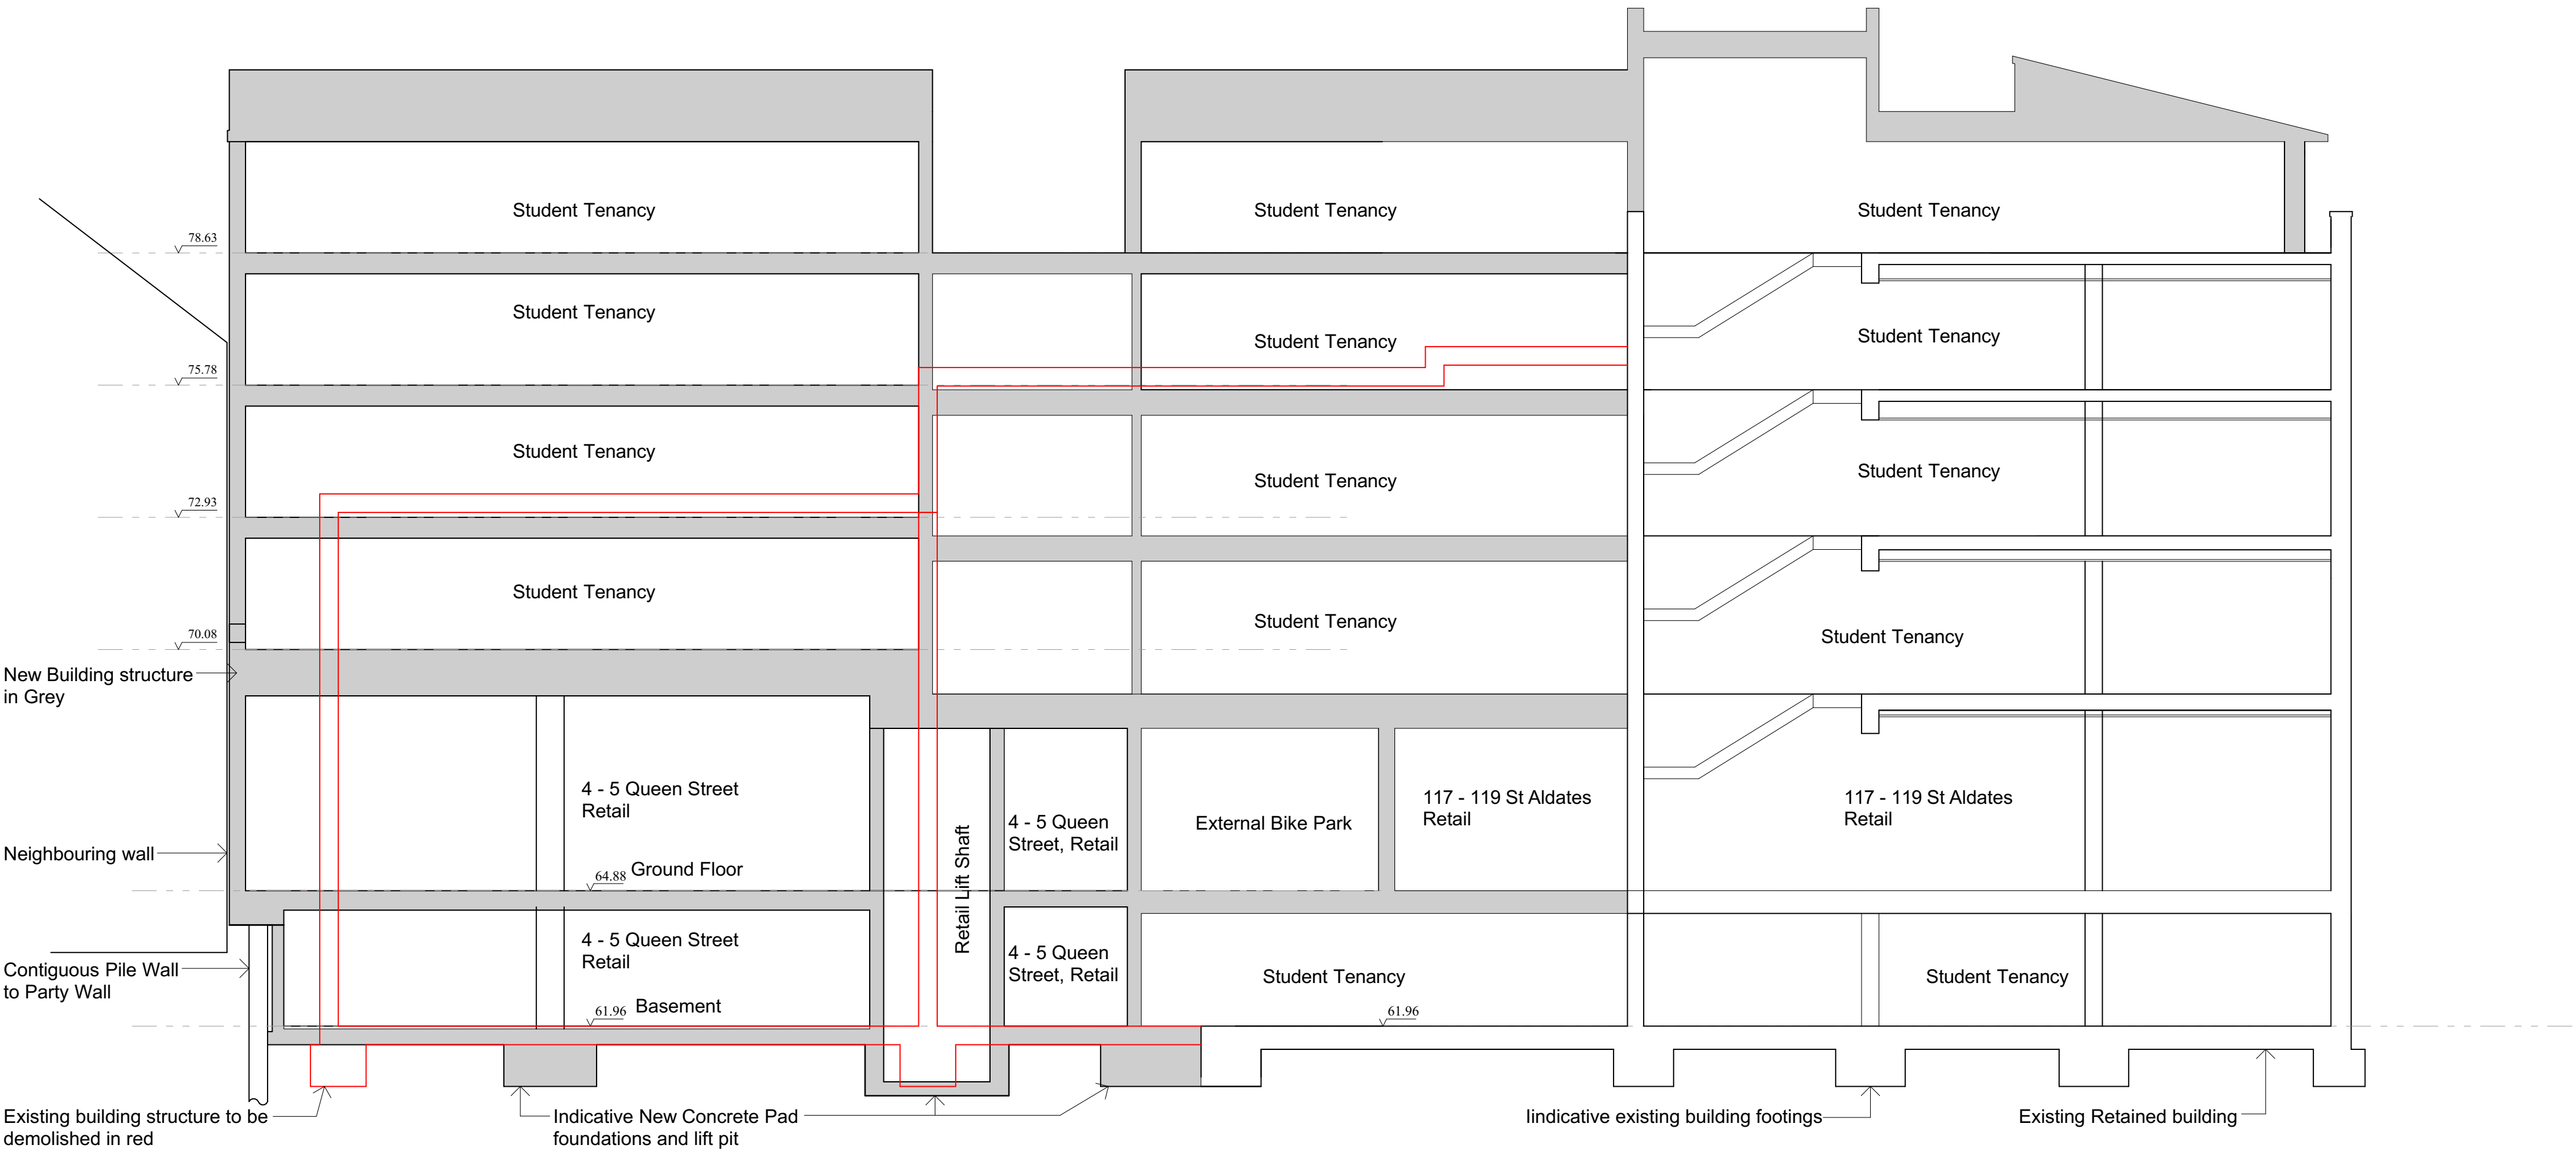 Student Tenancy
Student Tenancy
Student Tenancy
78.63
Student Tenancy
Student Tenancy
Student Tenancy
75.78
Student Tenancy
Student Tenancy
Student Tenancy
72.93
Student Tenancy
Student Tenancy
Student Tenancy
70.08
New Building structure
in Grey
4 - 5 Queen Street
Retail
4 - 5 Queen
Street, Retail
External Bike Park
117 - 119 St Aldates
Retail
117 - 119 St Aldates
Retail
Retail Lift Shaft
Neighbouring wall
64.88 Ground Floor
4 - 5 Queen Street
Retail
4 - 5 Queen
Street, Retail
Student Tenancy
Student Tenancy
Contiguous Pile Wall
to Party Wall
61.96 Basement
61.96
Existing building structure to be
demolished in red
Indicative New Concrete Pad
foundations and lift pit
Iindicative existing building footings
Existing Retained building